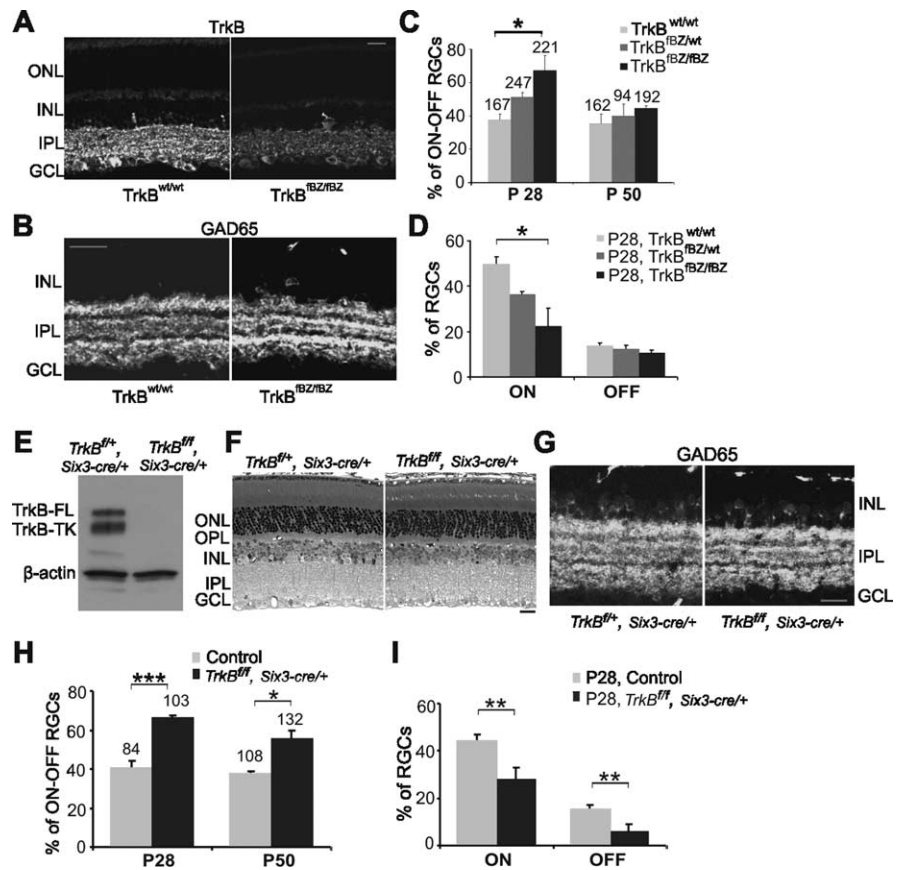 A
TrkB
ONL
INL
IPL
GCL
TrkB^wt/wt
TrkB^fBZ/fBZ
B
GAD65
INL
IPL
GCL
TrkB^wt/wt
TrkB^fBZ/fBZ
C
% of ON-OFF RGCs
80
60
40
20
0
*
167
247
221
162
94
192
P 28
P 50
TrkB^wt/wt
TrkB^fBZ/wt
TrkB^fBZ/fBZ
D
% of RGCs
60
40
20
0
*
ON
OFF
P28, TrkB^wt/wt
P28, TrkB^fBZ/wt
P28, TrkB^fBZ/fBZ
E
TrkB^f/+, Six3-cre/+
TrkB^f/f, Six3-cre/+
TrkB-FL
TrkB-TK
β-actin
F
TrkB^f/+, Six3-cre/+
TrkB^f/f, Six3-cre/+
ONL
OPL
INL
IPL
GCL
G
GAD65
INL
IPL
GCL
TrkB^f/+, Six3-cre/+
TrkB^f/f, Six3-cre/+
H
Control
TrkB^f/f, Six3-cre/+
% of ON-OFF RGCs
80
60
40
20
0
***
*
84
103
108
132
P28
P50
I
P28, Control
P28, TrkB^f/f, Six3-cre/+
% of RGCs
60
40
20
0
**
**
ON
OFF